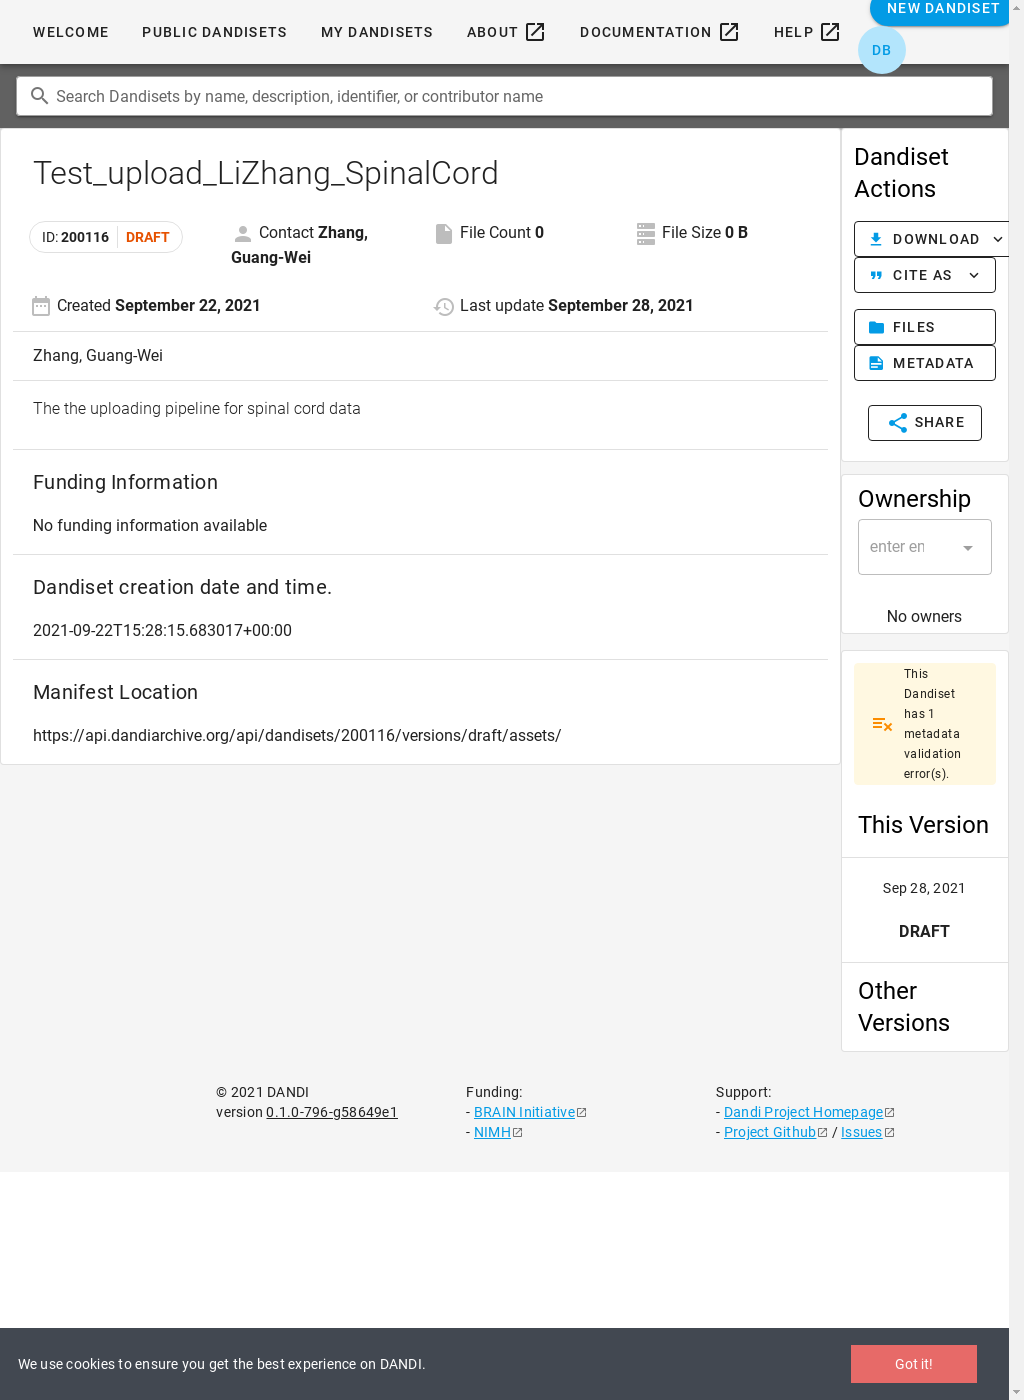 WELCOME PUBLIC DANDISETS MY DANDISETS ABOUT DOCUMENTATION HELP NEW DANDISET
DB
Search Dandisets by name, description, identifier, or contributor name
Test_upload_LiZhang_SpinalCord
ID: 200116 DRAFT
Contact Zhang,
Guang-Wei
File Count 0
File Size 0 B
Created September 22, 2021
Last update September 28, 2021
Zhang, Guang-Wei
The the uploading pipeline for spinal cord data
Funding Information
No funding information available
Dandiset creation date and time.
2021-09-22T15:28:15.683017+00:00
Manifest Location
https://api.dandiarchive.org/api/dandisets/200116/versions/draft/assets/
Dandiset
Actions
DOWNLOAD
CITE AS
FILES
METADATA
SHARE
Ownership
enter en
No owners
This
Dandiset
has 1
metadata
validation
error(s).
This Version
Sep 28, 2021
DRAFT
Other
Versions
© 2021 DANDI
version 0.1.0-796-g58649e1
Funding:
- BRAIN Initiative
- NIMH
Support:
- Dandi Project Homepage
- Project Github / Issues
We use cookies to ensure you get the best experience on DANDI.
Got it!